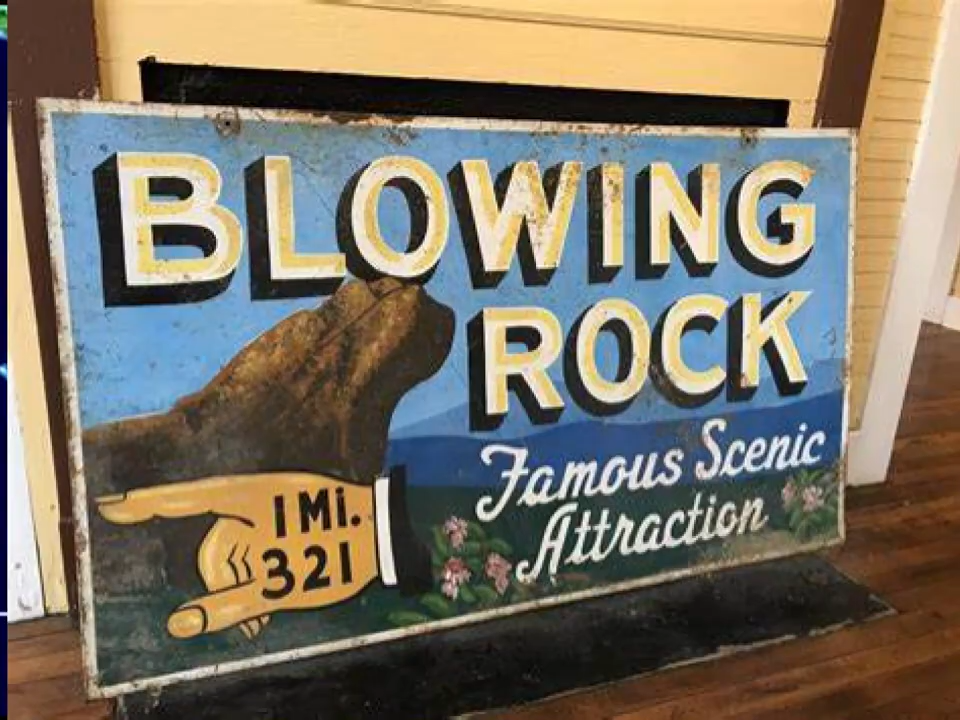 BLOWING
ROCK
Famous Scenic
Attraction
1 Mi.
321